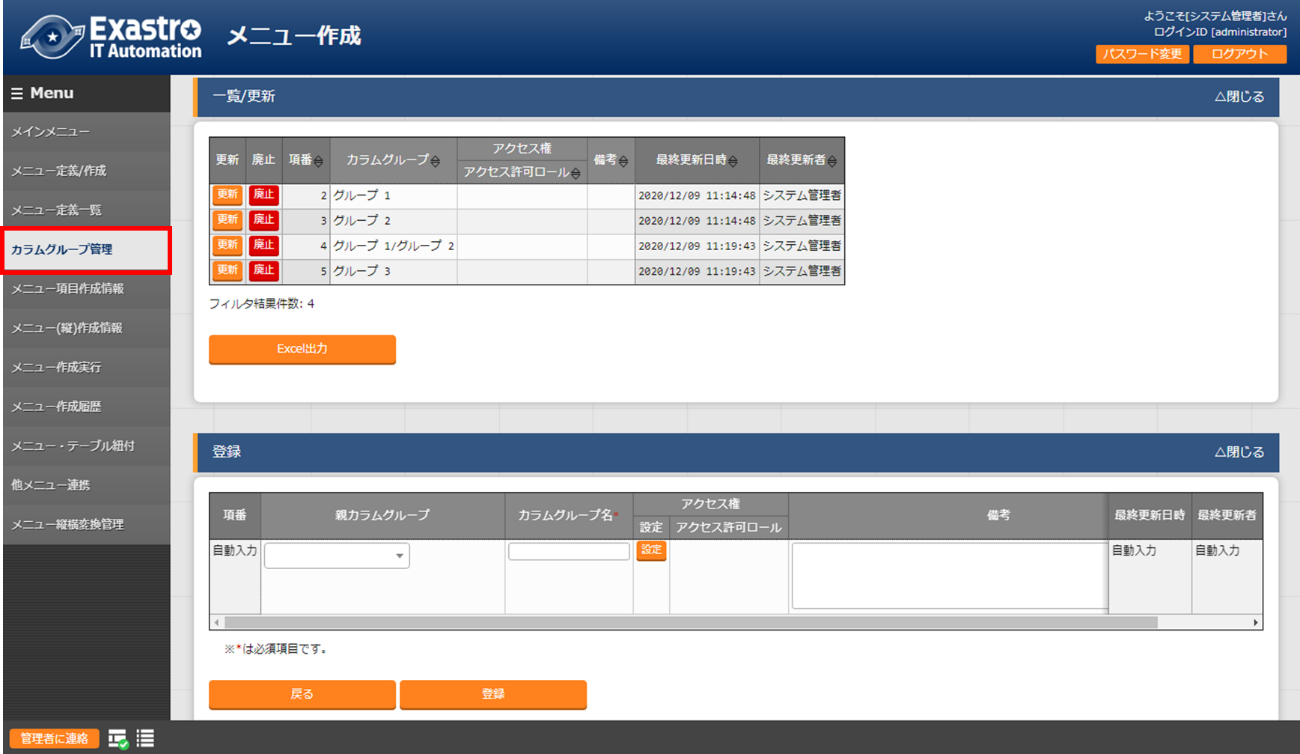 Exastro
IT Automation
メニュー作成
ようこそ[システム管理者]さん
ログインID [administrator]
パスワード変更 ログアウト
Menu
メインメニュー
メニュー定義/作成
メニュー定義一覧
カラムグループ管理
メニュー項目作成情報
メニュー(縦)作成情報
メニュー作成実行
メニュー作成履歴
メニュー・テーブル紐付
他メニュー連携
メニュー縦横変換管理
一覧/更新 △閉じる
更新 廃止 項番 カラムグループ アクセス権 備考 最終更新日時 最終更新者
アクセス許可ロール
更新 廃止 2 グループ 1 2020/12/09 11:14:48 システム管理者
更新 廃止 3 グループ 2 2020/12/09 11:14:48 システム管理者
更新 廃止 4 グループ 1/グループ 2 2020/12/09 11:19:43 システム管理者
更新 廃止 5 グループ 3 2020/12/09 11:19:43 システム管理者
フィルタ結果件数: 4
Excel出力
登録 △閉じる
項番 親カラムグループ カラムグループ名* アクセス権 備考 最終更新日時 最終更新者
設定 アクセス許可ロール
自動入力 設定 自動入力 自動入力
※*は必須項目です。
戻る 登録
管理者に連絡